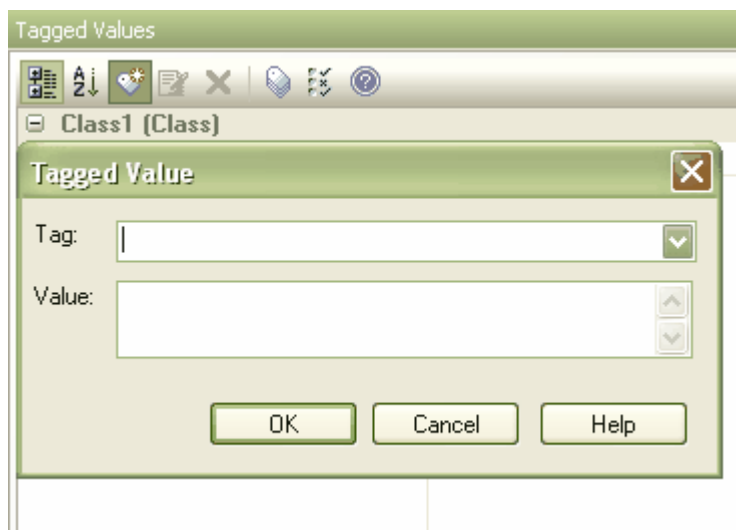 Tagged Values
Class1 (Class)
Tagged Value
Tag:
Value:
OK Cancel Help